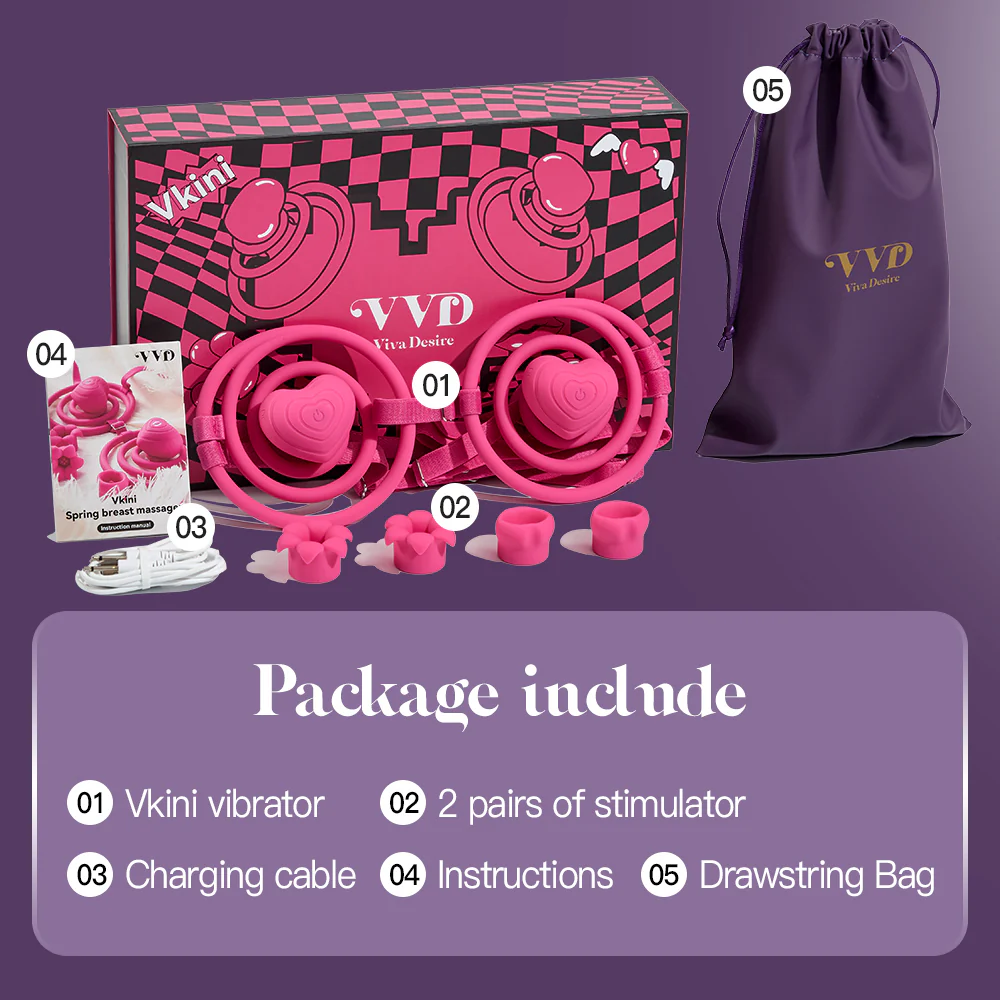 05
Vkini
VVD
Viva Desire
VVD
Viva Desire
04
VVD
01
Vkini
Spring breast massage
Instruction manual
02
03
Package include
01 Vkini vibrator
02 2 pairs of stimulator
03 Charging cable
04 Instructions
05 Drawstring Bag